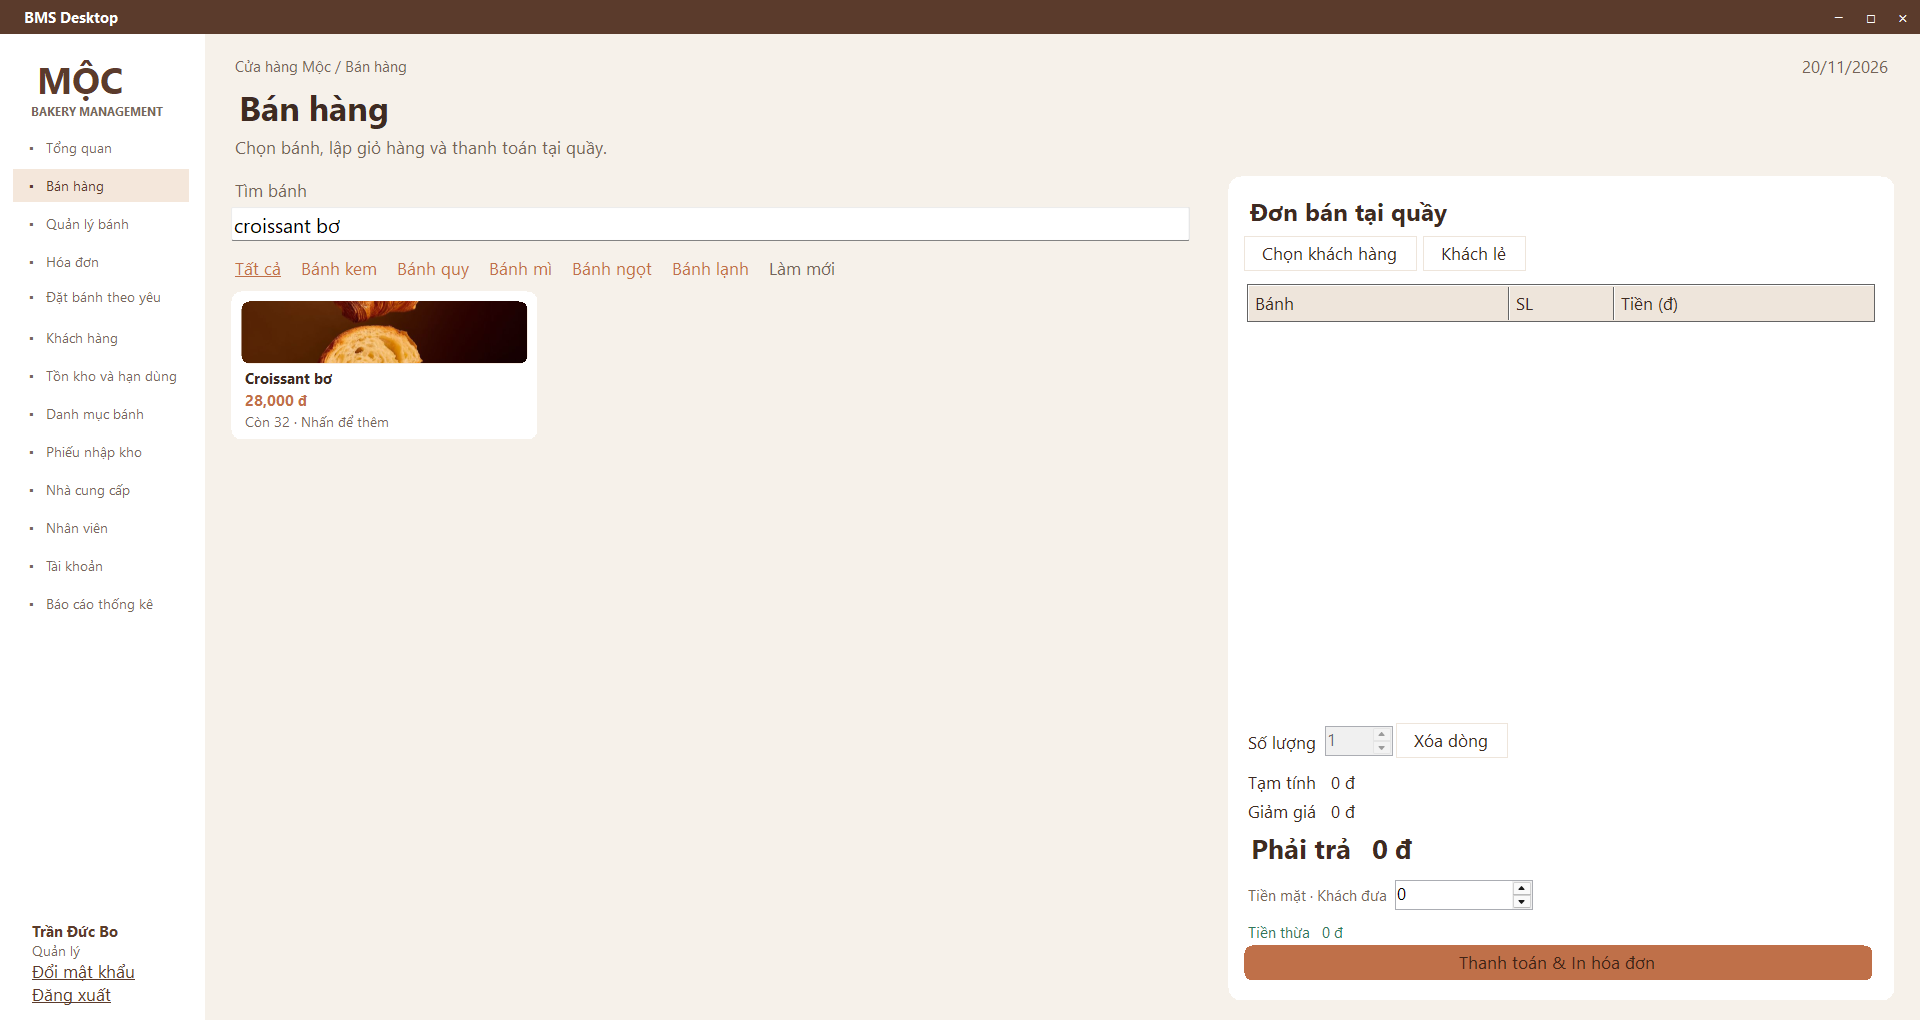 BMS Desktop
MỘC
BAKERY MANAGEMENT
Tổng quan
Bán hàng
Quản lý bánh
Hóa đơn
Đặt bánh theo yêu
Khách hàng
Tồn kho và hạn dùng
Danh mục bánh
Phiếu nhập kho
Nhà cung cấp
Nhân viên
Tài khoản
Báo cáo thống kê
Trần Đức Bo
Quản lý
Đổi mật khẩu
Đăng xuất
Cửa hàng Mộc / Bán hàng
20/11/2026
Bán hàng
Chọn bánh, lập giỏ hàng và thanh toán tại quầy.
Tìm bánh
croissant bơ
Tất cả Bánh kem Bánh quy Bánh mì Bánh ngọt Bánh lạnh Làm mới
Croissant bơ
28,000 đ
Còn 32 · Nhấn để thêm
Đơn bán tại quầy
Chọn khách hàng Khách lẻ
Bánh SL Tiền (đ)
Số lượng 1 Xóa dòng
Tạm tính 0 đ
Giảm giá 0 đ
Phải trả 0 đ
Tiền mặt · Khách đưa 0
Tiền thừa 0 đ
Thanh toán & In hóa đơn